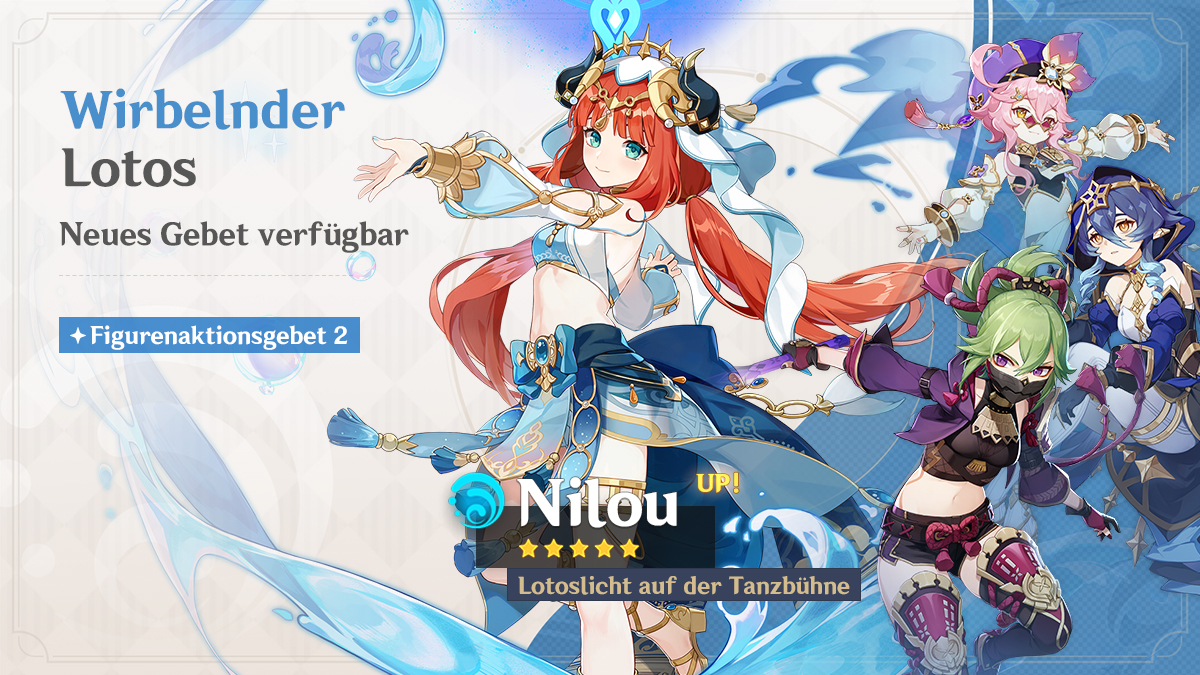 Wirbelnder
Lotos
Neues Gebet verfügbar
Figurenaktionsgebet 2
Nilou UP!
Lotoslicht auf der Tanzbühne